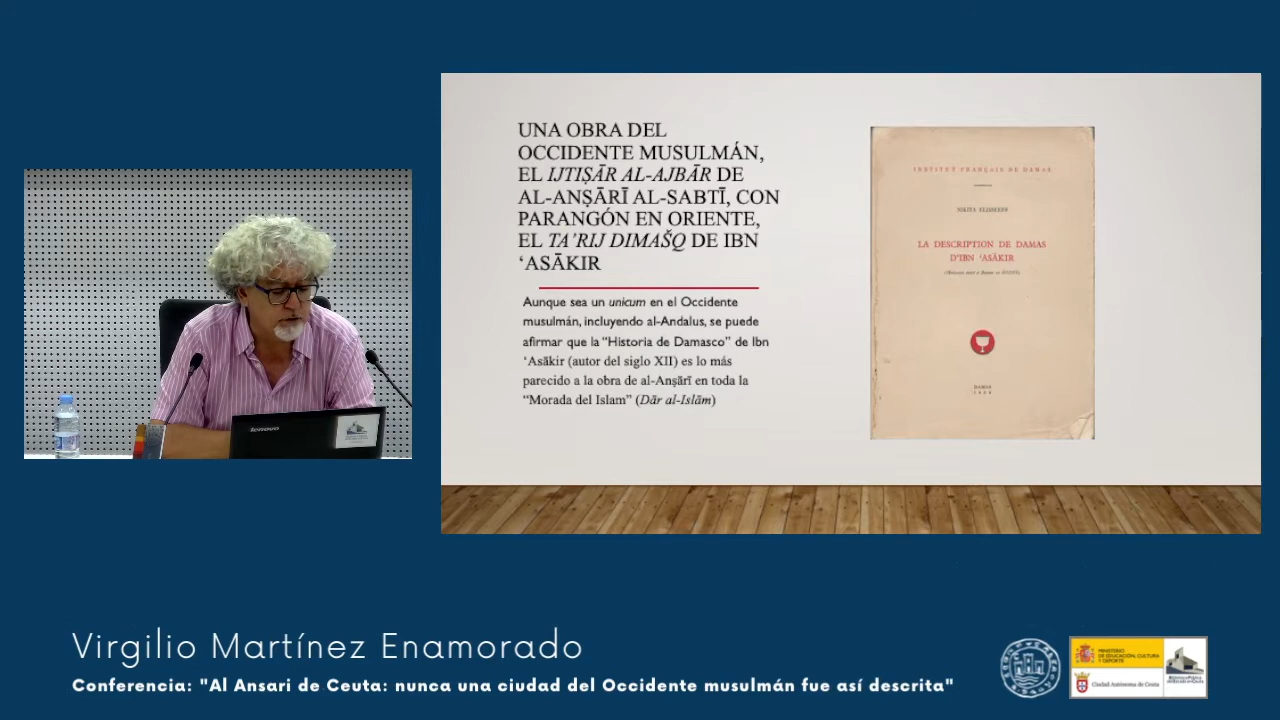 UNA OBRA DEL
OCCIDENTE MUSULMÁN,
EL IJTIṢĀR AL-AJBĀR DE
AL-ANṢĀRĪ AL-SABTĪ, CON
PARANGÓN EN ORIENTE,
EL TA’RIJ DIMAŠQ DE IBN
‘ASĀKIR
Aunque sea un unicum en el Occidente
musulmán, incluyendo al-Andalus, se puede
afirmar que la “Historia de Damasco” de Ibn
‘Asākir (autor del siglo XII) es lo más
parecido a la obra de al-Anṣārī en toda la
“Morada del Islam” (Dār al-Islām)
INSTITUT FRANÇAIS DE DAMAS
NIKITA ELISSÉEFF
LA DESCRIPTION DE DAMAS
D'IBN ‘ASĀKIR
DAMAS
lenovo
Virgilio Martínez Enamorado
Conferencia: "Al Ansari de Ceuta: nunca una ciudad del Occidente musulmán fue así descrita"
MINISTERIO
DE EDUCACIÓN, CULTURA
Y DEPORTE
Ciudad Autónoma de Ceuta